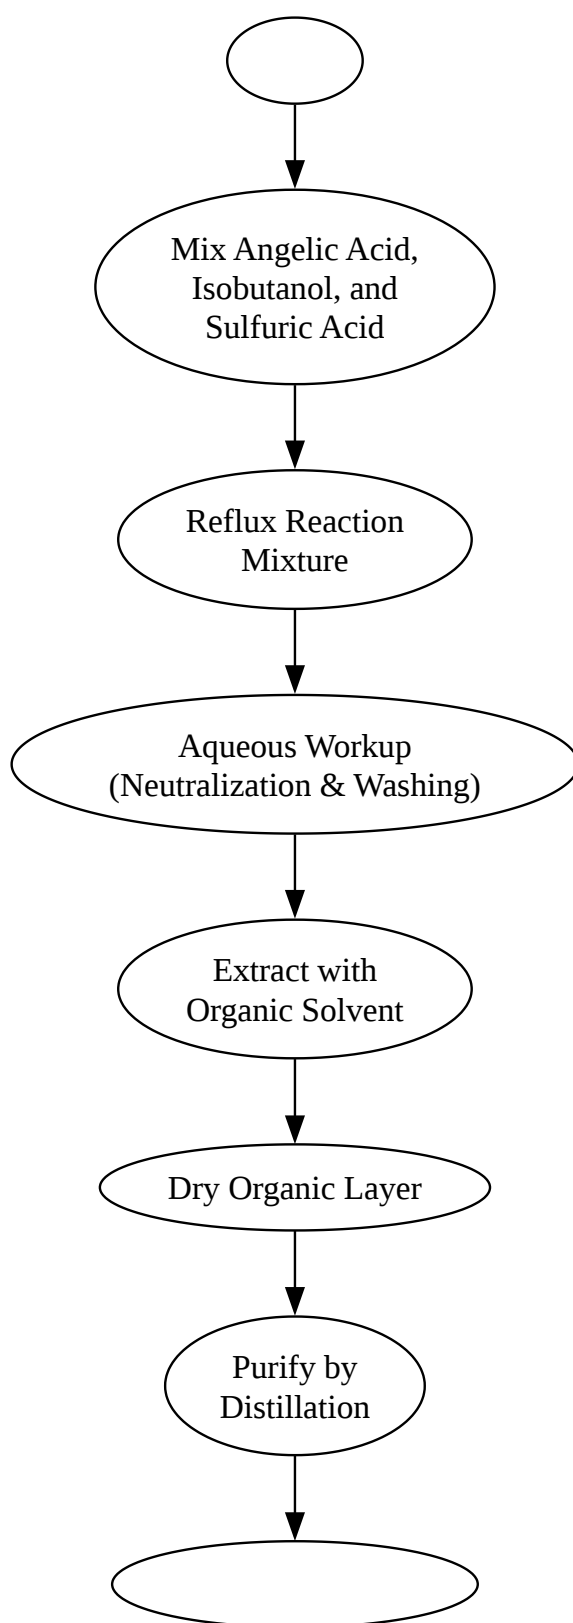 Mix Angelic Acid,
Isobutanol, and
Sulfuric Acid
Reflux Reaction
Mixture
Aqueous Workup
(Neutralization & Washing)
Extract with
Organic Solvent
Dry Organic Layer
Purify by
Distillation